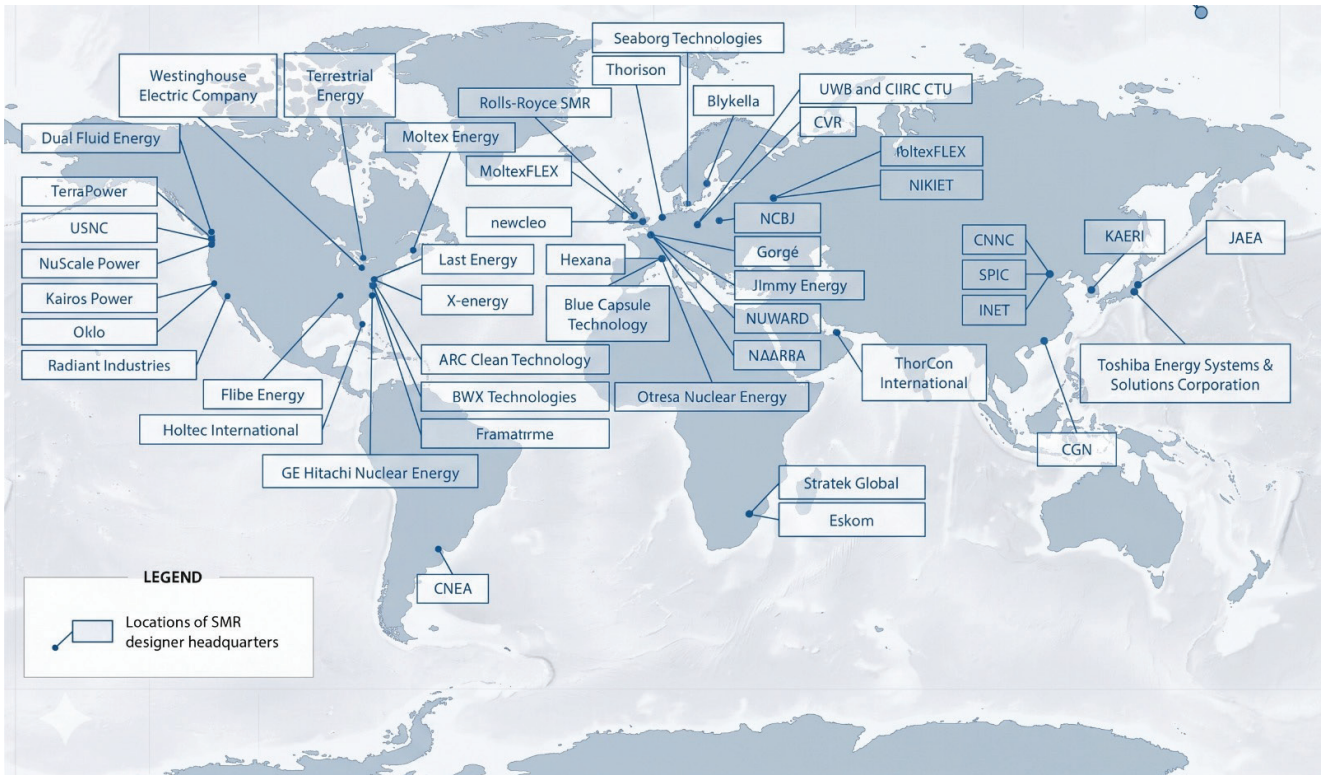 Seaborg Technologies
Thorison
Westinghouse
Electric Company
Terrestrial
Energy
Rolls-Royce SMR
Blykella
UWB and CIIRC CTU
CVR
Dual Fluid Energy
Moltex Energy
MoltexFLEX
ıoltexFLEX
NIKIET
TerraPower
USNC
NuScale Power
Kairos Power
Oklo
Radiant Industries
newcleo
NCBJ
Gorgé
Hexana
JImmy Energy
Blue Capsule
Technology
NUWARD
NΔΔRRA
Last Energy
X-energy
ARC Clean Technology
BWX Technologies
Framatırme
Otresa Nuclear Energy
CNNC
SPIC
INET
KAERI
JAEA
ThorCon
International
Toshiba Energy Systems &
Solutions Corporation
CGN
Flibe Energy
Holtec International
GE Hitachi Nuclear Energy
Stratek Global
Eskom
CNEA
LEGEND
Locations of SMR
designer headquarters